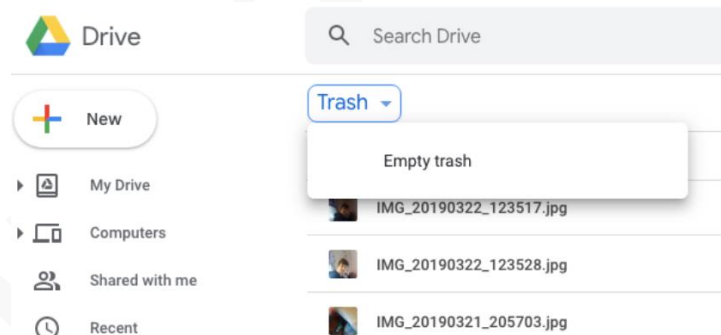 Drive
Search Drive
New
My Drive
Computers
Shared with me
Recent
Trash
Empty trash
IMG_20190322_123517.jpg
IMG_20190322_123528.jpg
IMG_20190321_205703.jpg